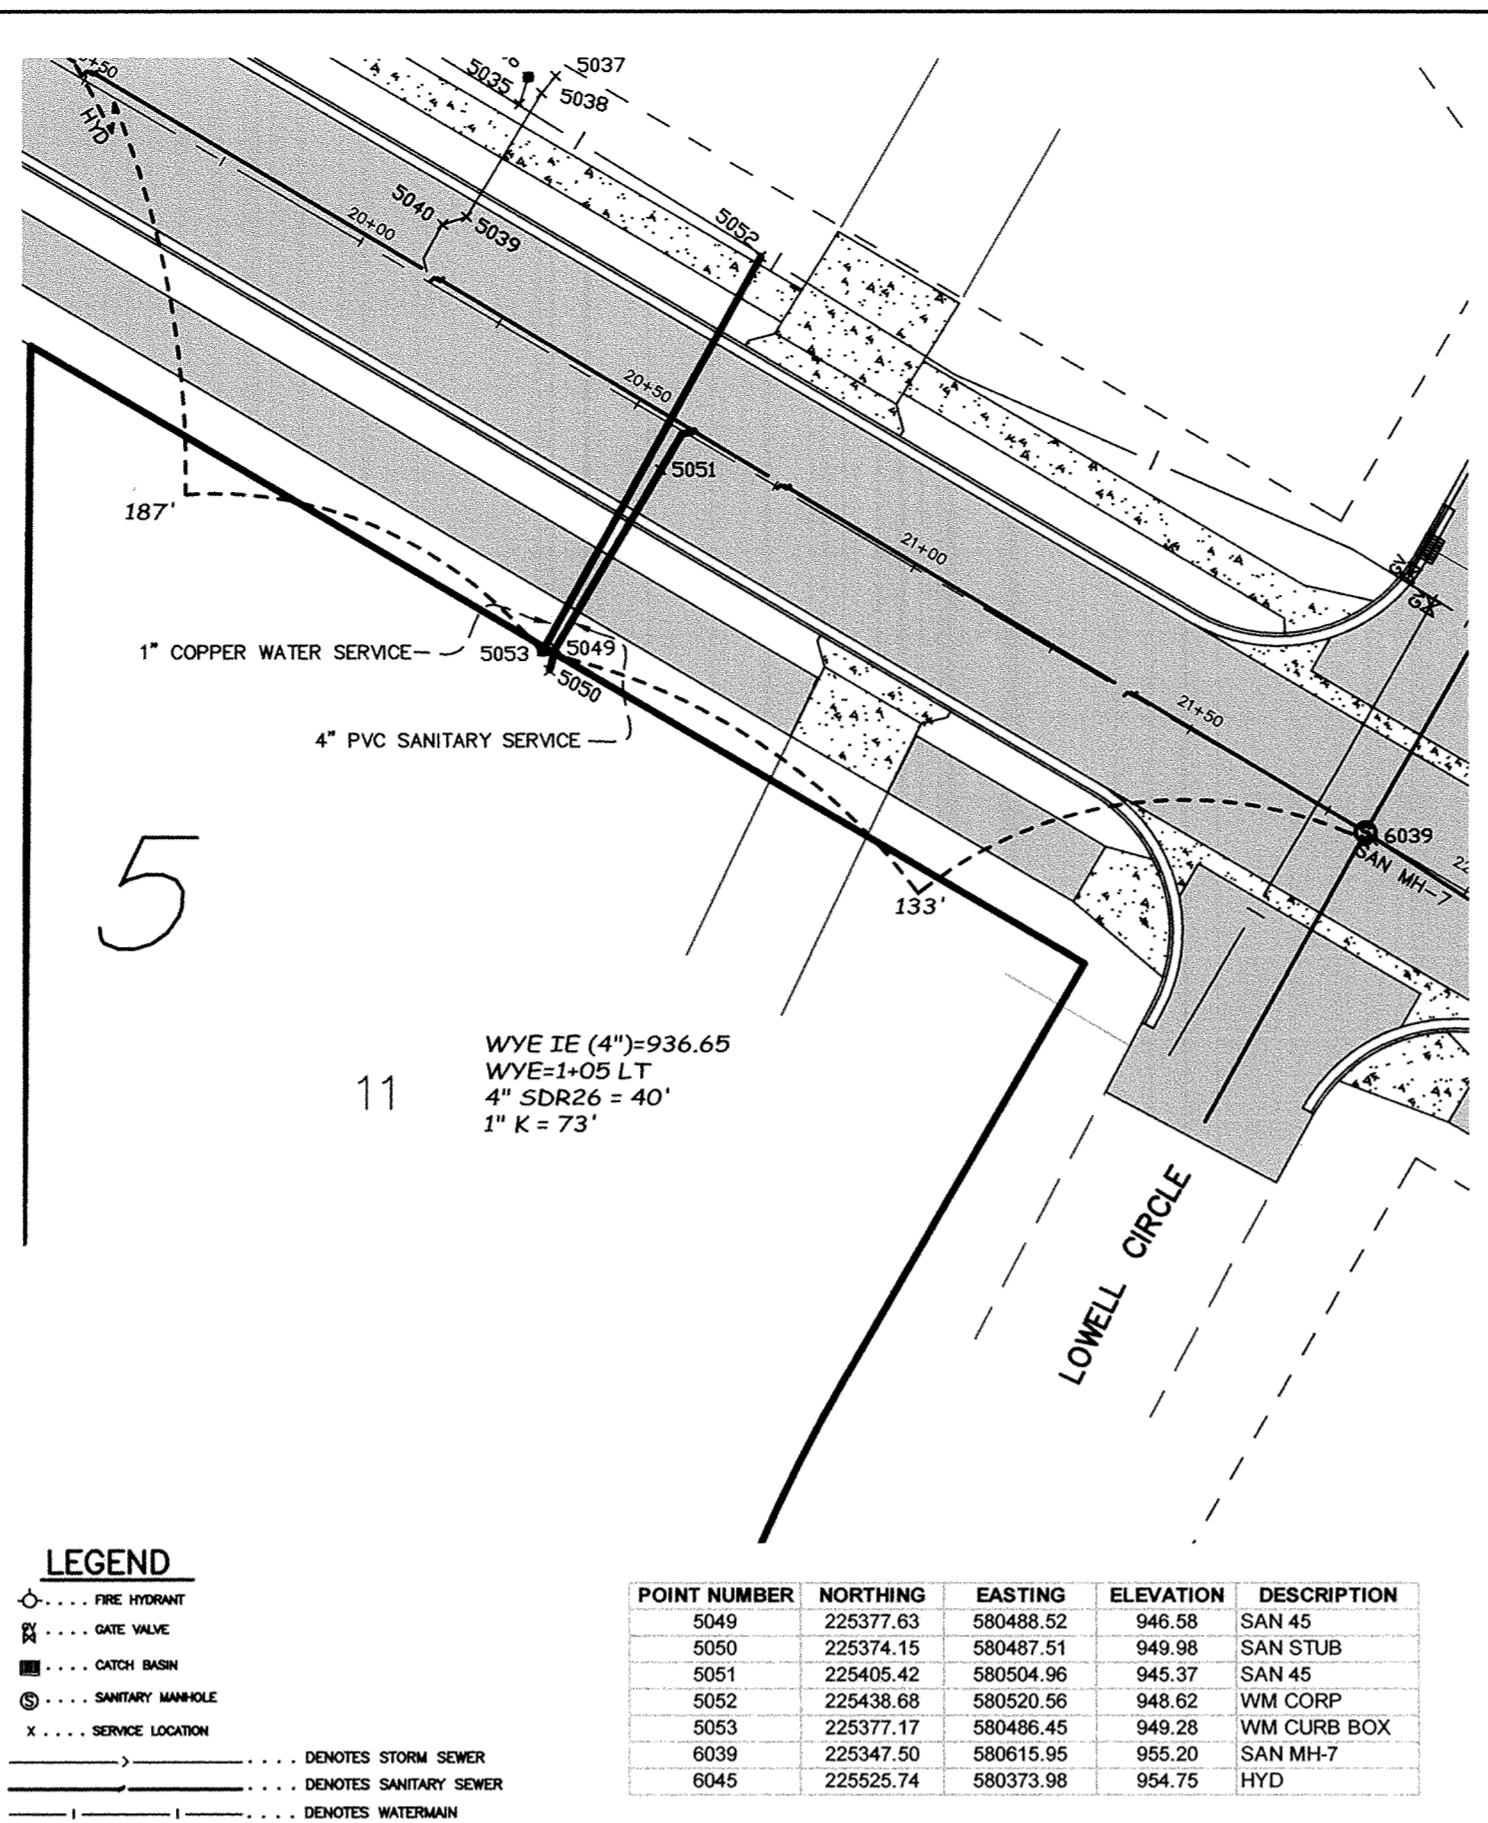 +50
HYD
5035
5037
5038
5040
5039
20+00
5052
20+50
5051
187'
21+00
GV
GV
1" COPPER WATER SERVICE
5053
5049
5050
4" PVC SANITARY SERVICE
21+50
6039
SAN MH-7
22
133'
5
11
WYE IE (4")=936.65
WYE=1+05 LT
4" SDR26 = 40'
1" K = 73'
LOWELL CIRCLE
LEGEND
.... FIRE HYDRANT
GV .... GATE VALVE
.... CATCH BASIN
S .... SANITARY MANHOLE
X .... SERVICE LOCATION
.... DENOTES STORM SEWER
.... DENOTES SANITARY SEWER
.... DENOTES WATERMAIN
POINT NUMBER NORTHING EASTING ELEVATION DESCRIPTION
5049 225377.63 580488.52 946.58 SAN 45
5050 225374.15 580487.51 949.98 SAN STUB
5051 225405.42 580504.96 945.37 SAN 45
5052 225438.68 580520.56 948.62 WM CORP
5053 225377.17 580486.45 949.28 WM CURB BOX
6039 225347.50 580615.95 955.20 SAN MH-7
6045 225525.74 580373.98 954.75 HYD